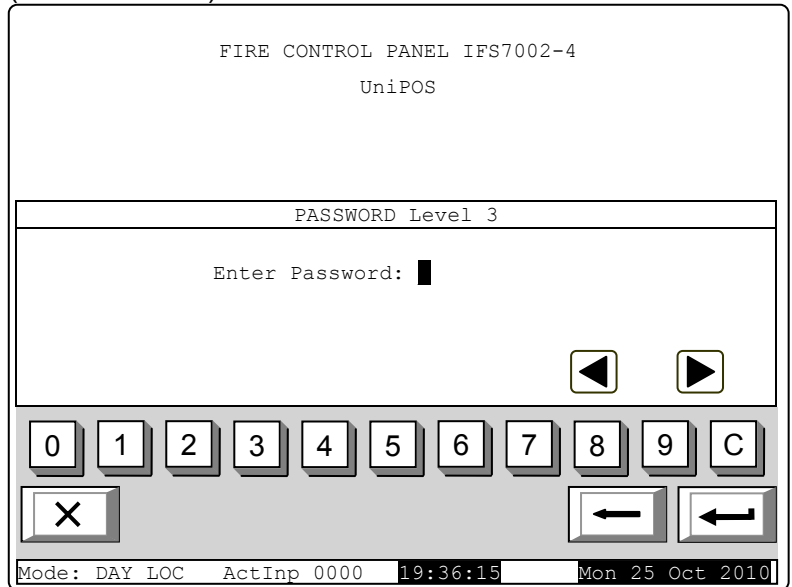 FIRE CONTROL PANEL IFS7002-4
UniPOS
PASSWORD Level 3
Enter Password:
0 1 2 3 4 5 6 7 8 9 C
Mode: DAY LOC ActInp 0000 19:36:15 Mon 25 Oct 2010